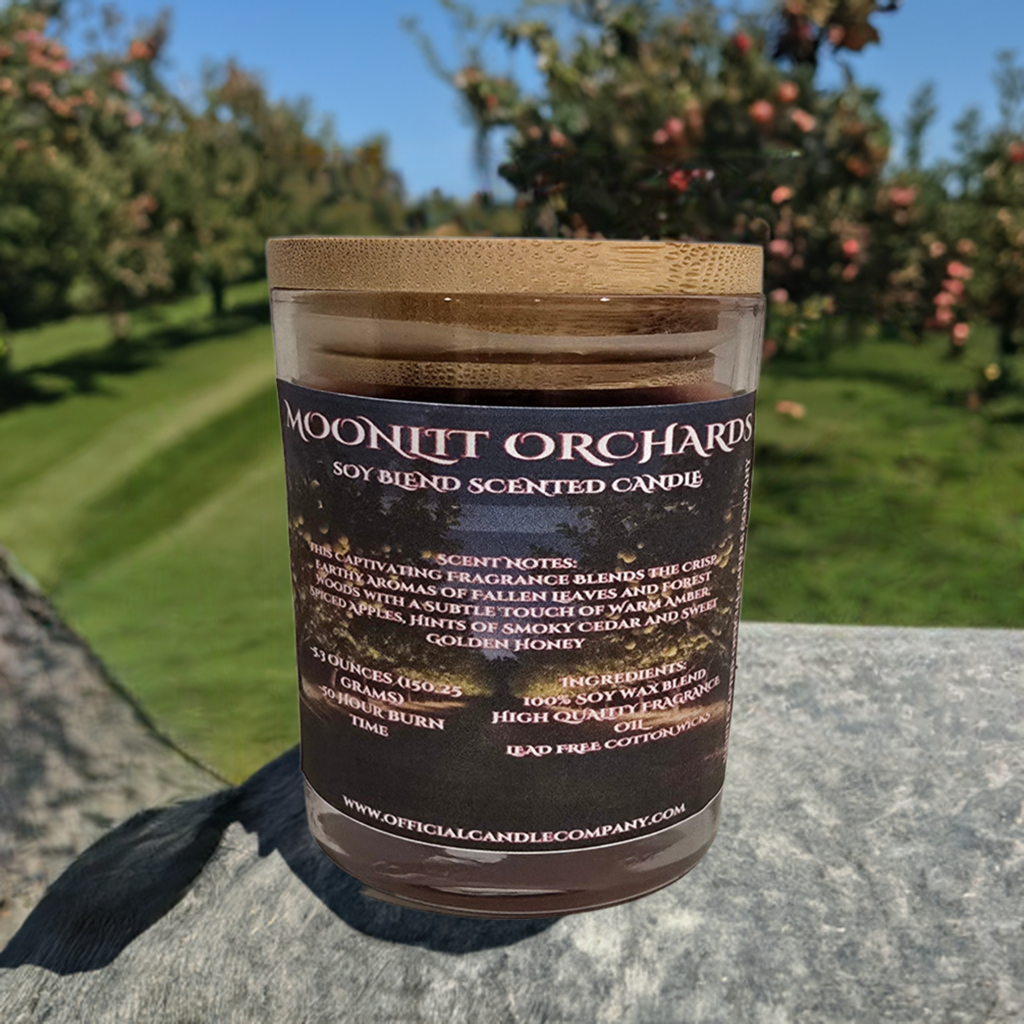 MOONLIT ORCHARDS
SOY BLEND SCENTED CANDLE
SCENT NOTES:
THIS CAPTIVATING FRAGRANCE BLENDS THE CRISP,
EARTHY AROMAS OF FALLEN LEAVES AND FOREST
WOODS WITH A SUBTLE TOUCH OF WARM AMBER,
SPICED APPLES, HINTS OF SMOKY CEDAR AND SWEET
GOLDEN HONEY
5.3 OUNCES (150.25
GRAMS)
50 HOUR BURN
TIME
INGREDIENTS:
100% SOY WAX BLEND
HIGH QUALITY FRAGRANCE
OIL
LEAD FREE COTTON WICKS
WWW.OFFICIALCANDLECOMPANY.COM
COMPANY